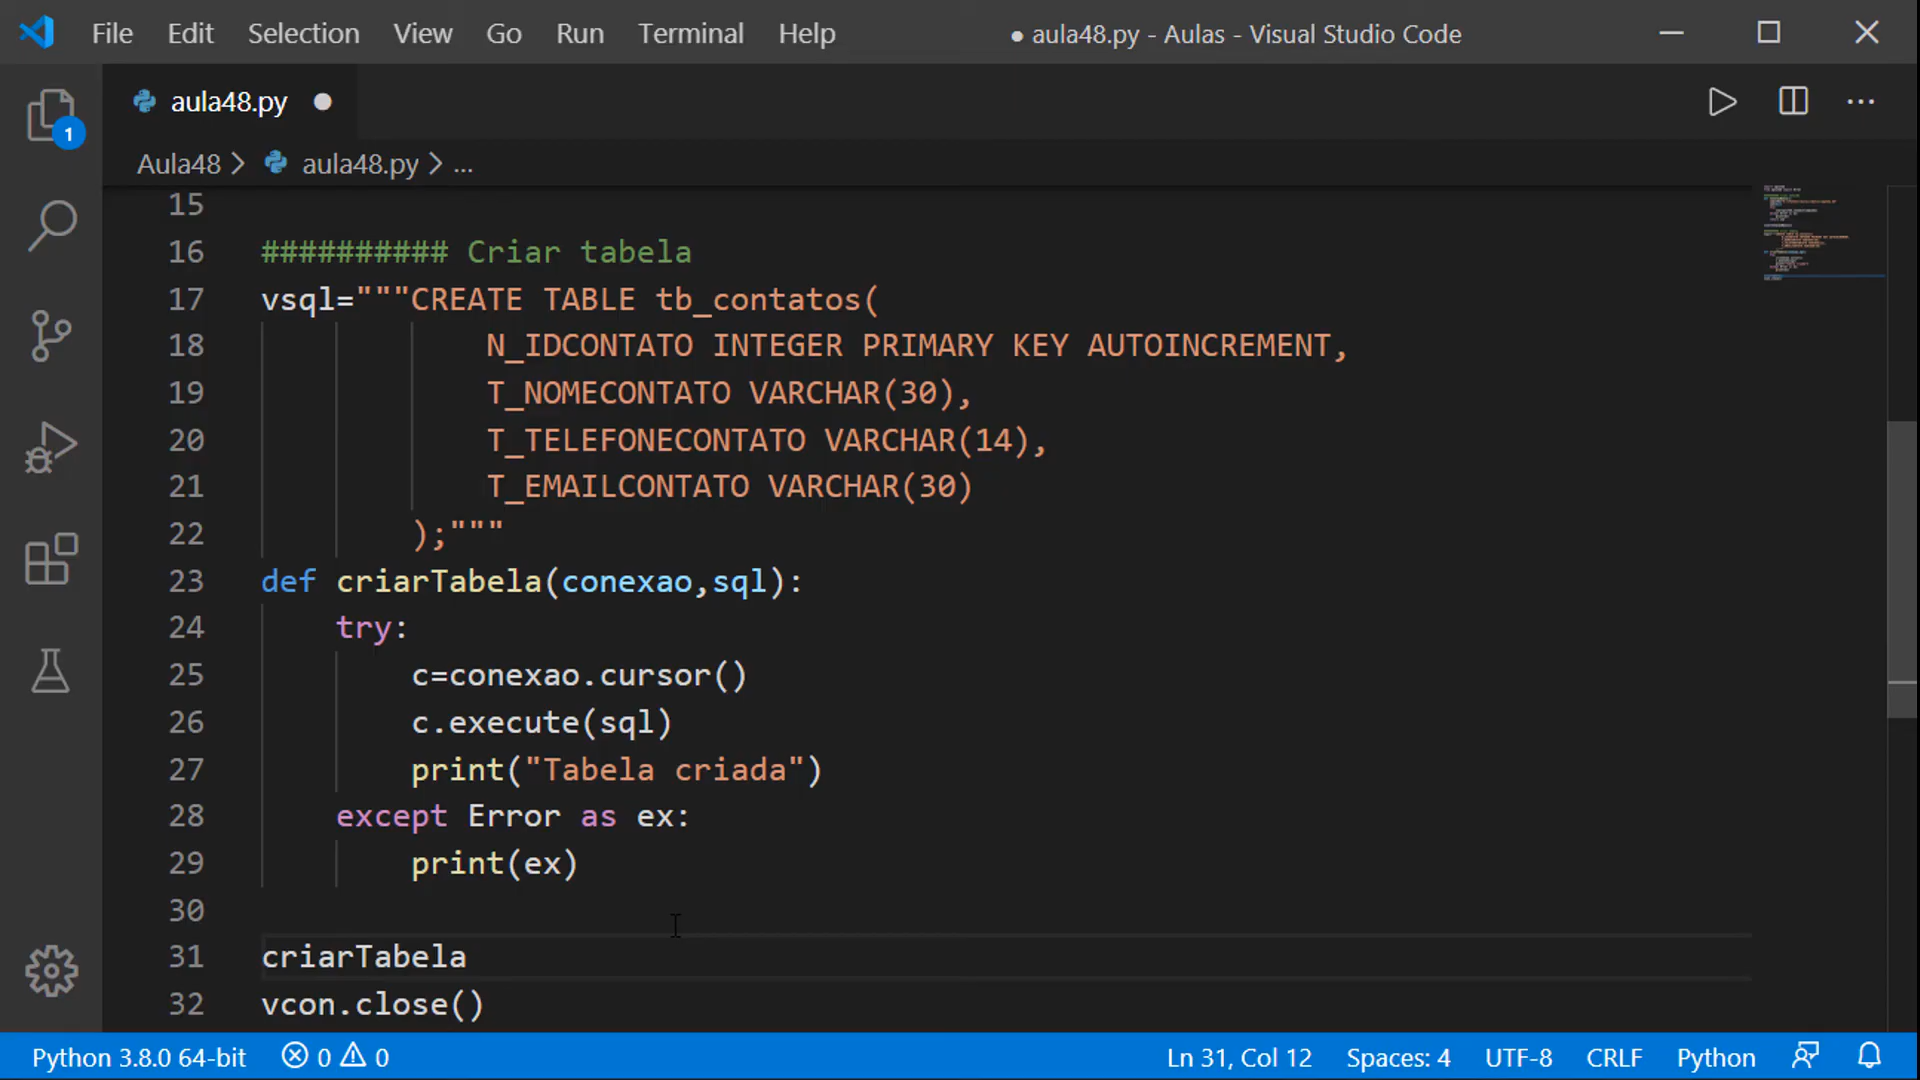 File Edit Selection View Go Run Terminal Help ● aula48.py - Aulas - Visual Studio Code
aula48.py ●
1
Aula48 > aula48.py > ...
15
16 ########## Criar tabela
17 vsql="""CREATE TABLE tb_contatos(
18 N_IDCONTATO INTEGER PRIMARY KEY AUTOINCREMENT,
19 T_NOMECONTATO VARCHAR(30),
20 T_TELEFONECONTATO VARCHAR(14),
21 T_EMAILCONTATO VARCHAR(30)
22 );"""
23 def criarTabela(conexao,sql):
24 try:
25 c=conexao.cursor()
26 c.execute(sql)
27 print("Tabela criada")
28 except Error as ex:
29 print(ex)
30
31 criarTabela
32 vcon.close()
Python 3.8.0 64-bit 0 0 Ln 31, Col 12 Spaces: 4 UTF-8 CRLF Python